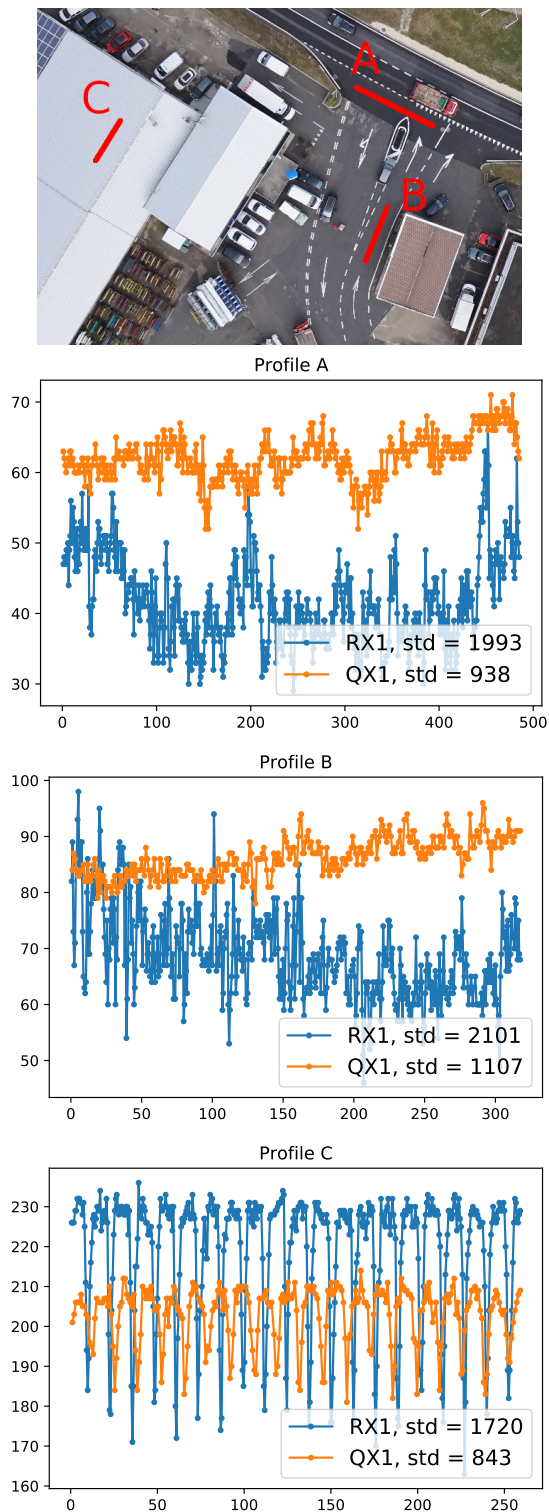 A
C
B
Profile A
70
60
50
40
30
RX1, std = 1993
QX1, std = 938
0 100 200 300 400 500
Profile B
100
90
80
70
60
50
RX1, std = 2101
QX1, std = 1107
0 50 100 150 200 250 300
Profile C
230
220
210
200
190
180
170
160
RX1, std = 1720
QX1, std = 843
0 50 100 150 200 250